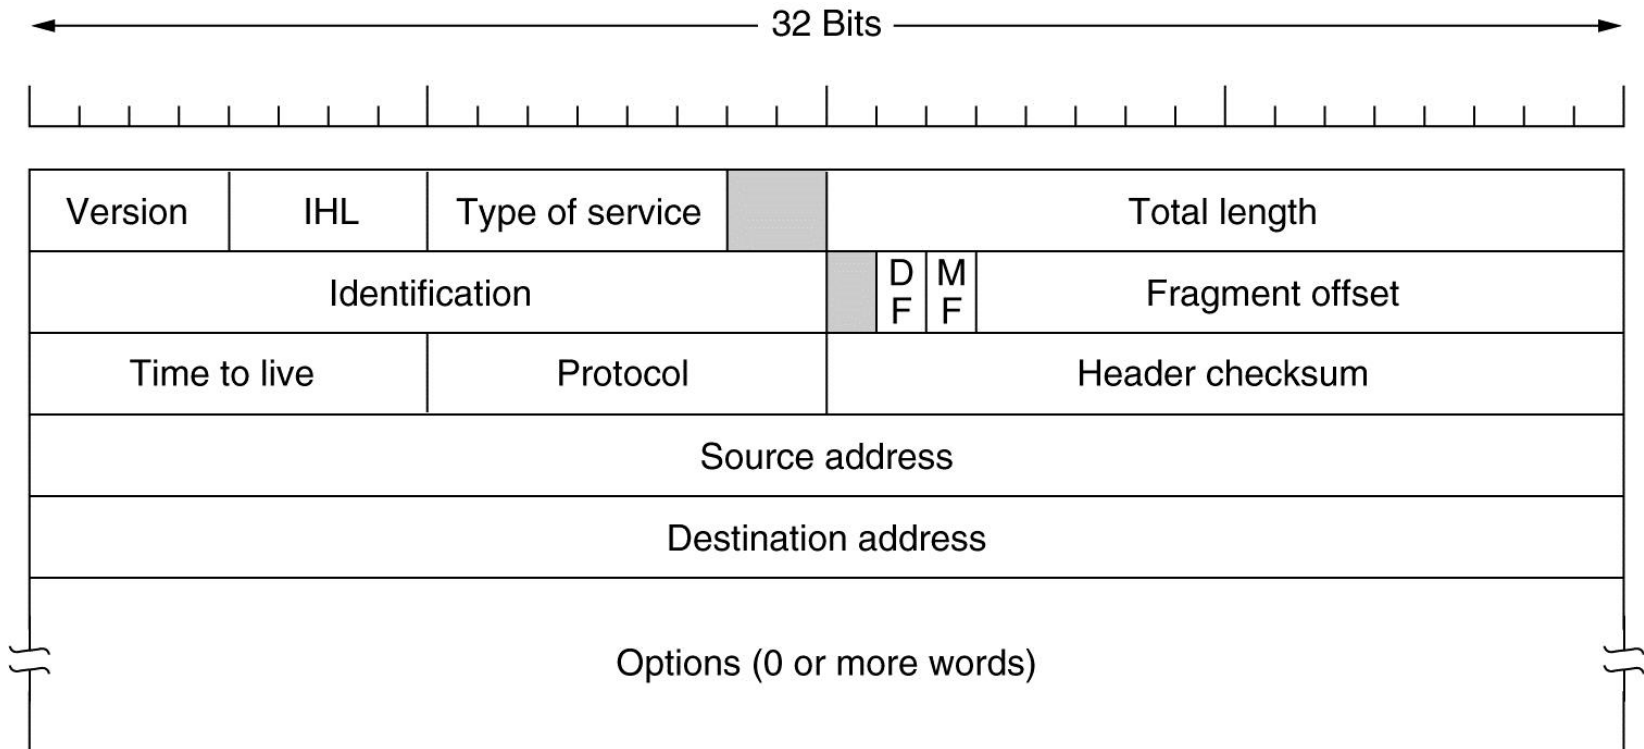 32 Bits
Version IHL Type of service Total length
Identification D F M F Fragment offset
Time to live Protocol Header checksum
Source address
Destination address
Options (0 or more words)